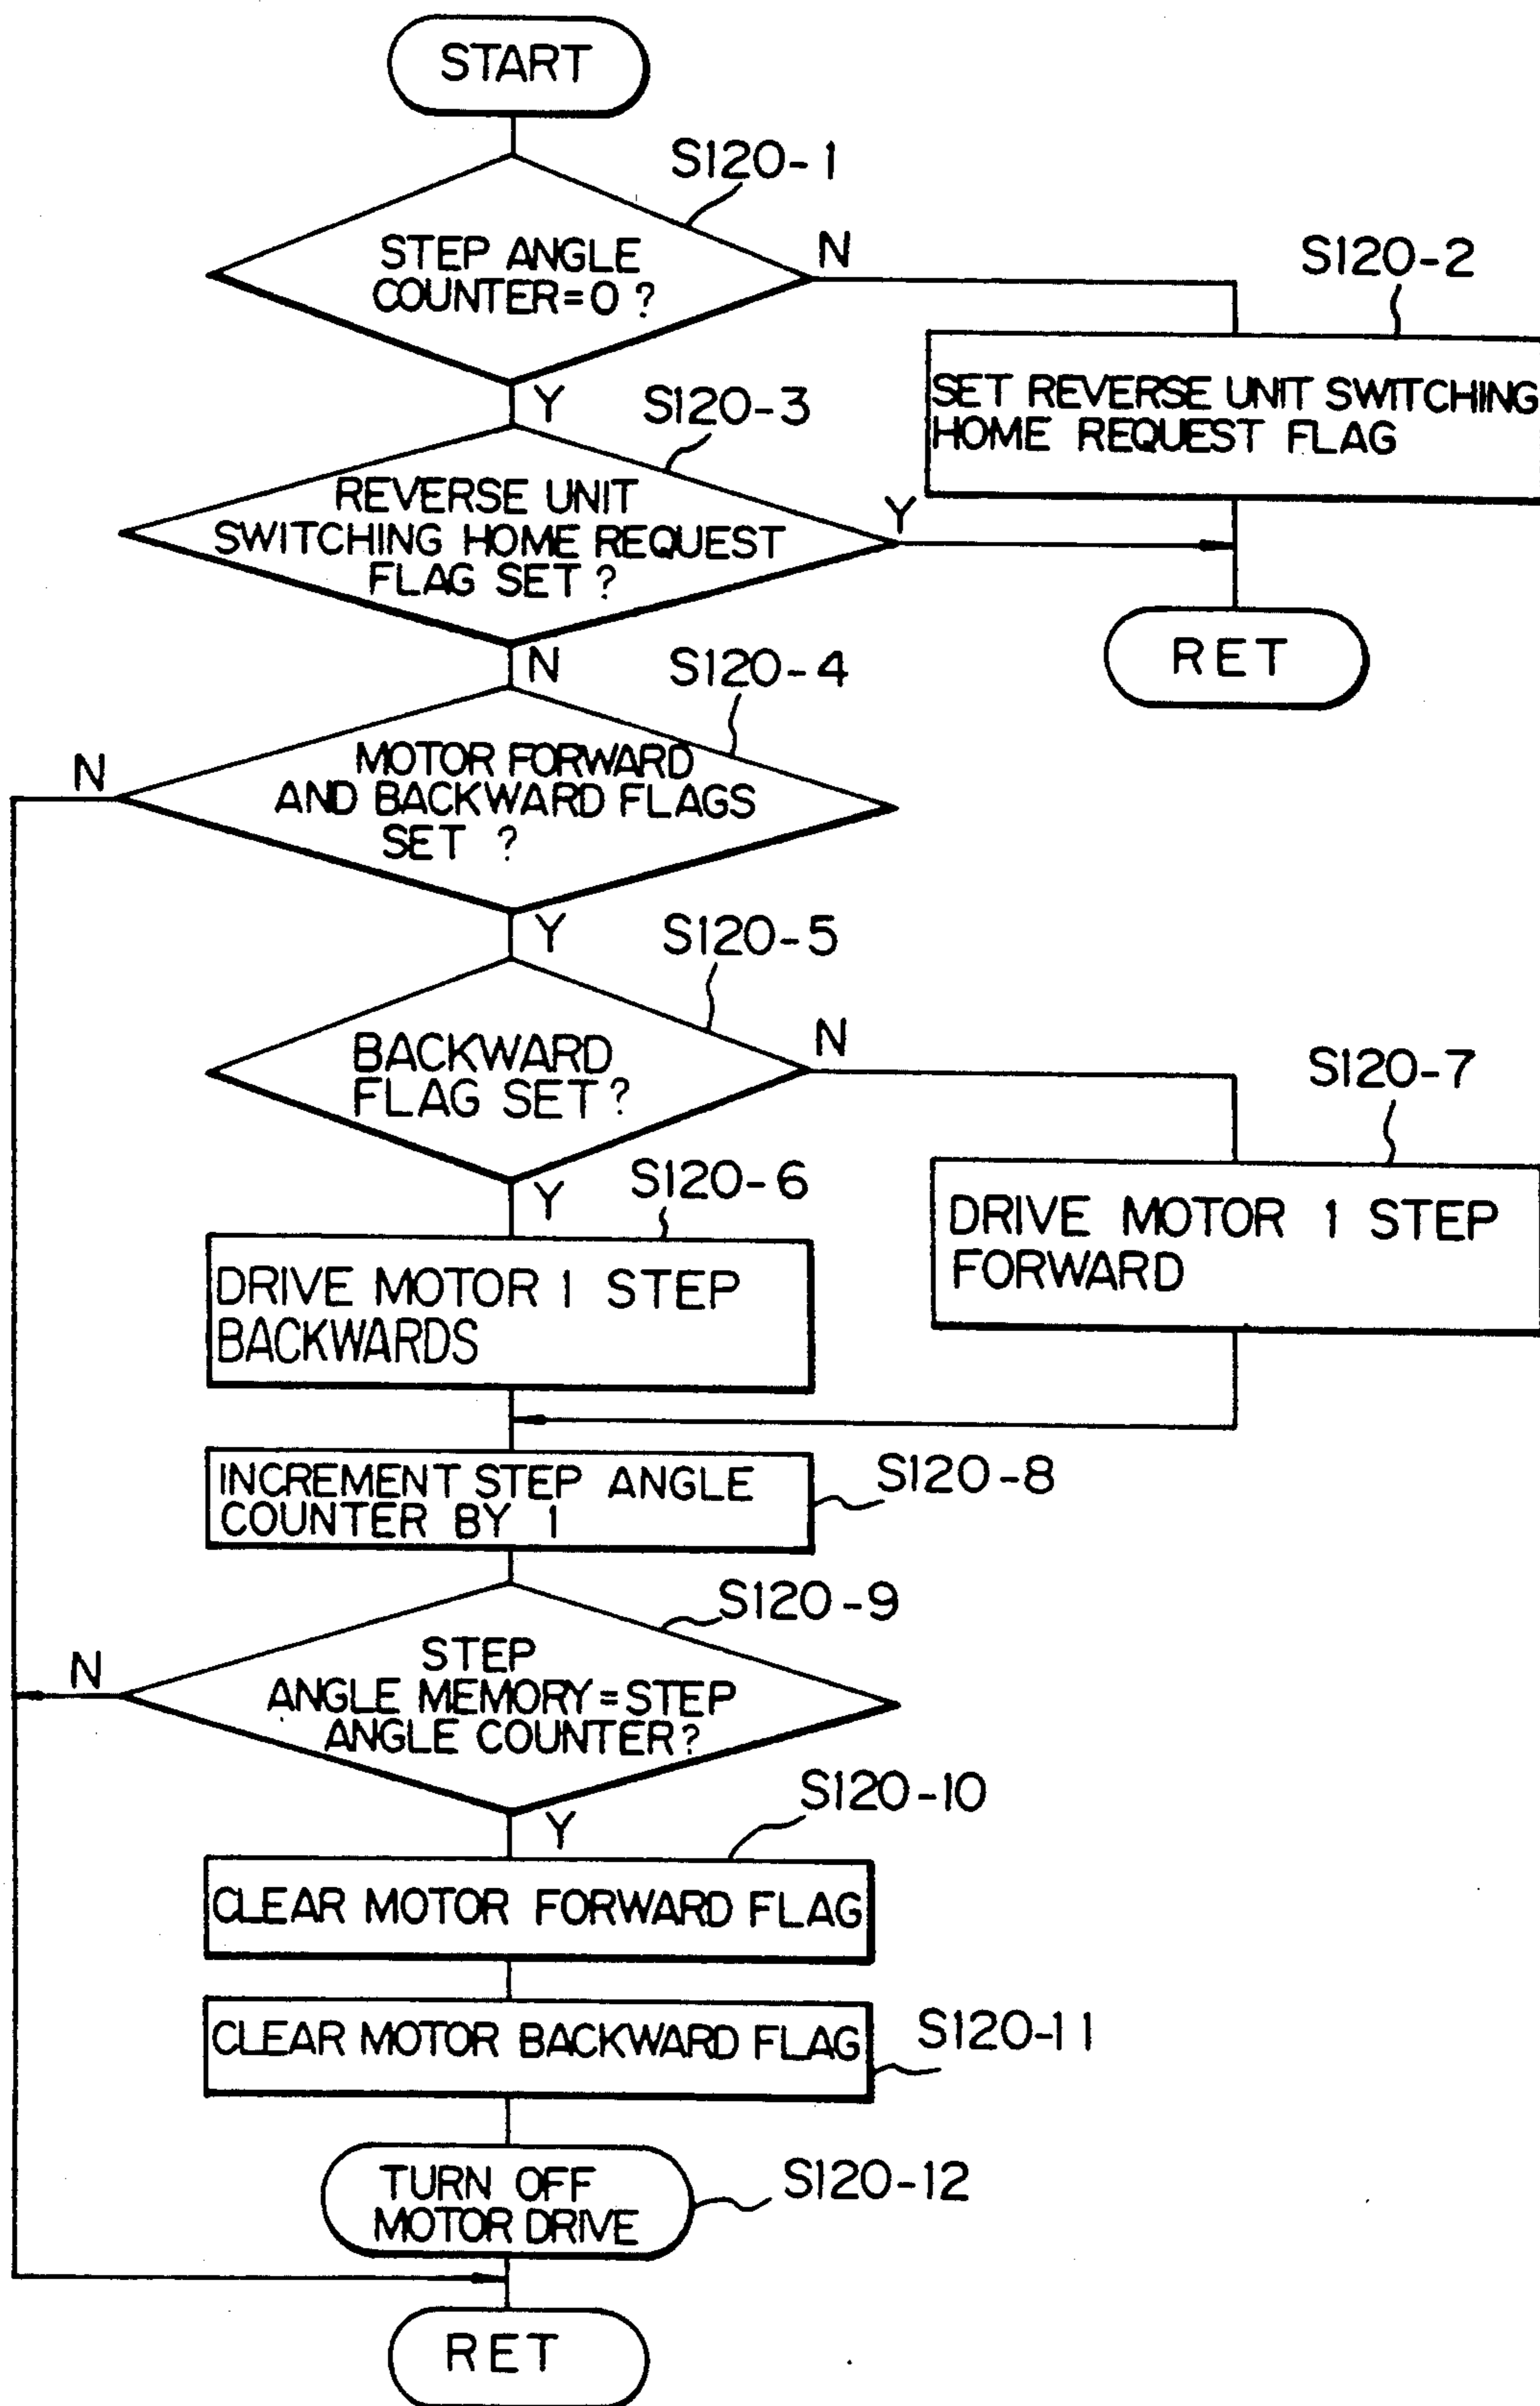 START
S120-1
STEP ANGLE
COUNTER=0 ?
N
S120-2
SET REVERSE UNIT SWITCHING
HOME REQUEST FLAG
Y
S120-3
REVERSE UNIT
SWITCHING HOME REQUEST
FLAG SET ?
Y
RET
N
S120-4
MOTOR FORWARD
AND BACKWARD FLAGS
SET ?
N
Y
S120-5
BACKWARD
FLAG SET?
N
S120-7
DRIVE MOTOR 1 STEP
FORWARD
Y
S120-6
DRIVE MOTOR 1 STEP
BACKWARDS
INCREMENT STEP ANGLE
COUNTER BY 1
S120-8
S120-9
STEP
ANGLE MEMORY=STEP
ANGLE COUNTER?
N
Y
S120-10
CLEAR MOTOR FORWARD FLAG
CLEAR MOTOR BACKWARD FLAG
S120-11
TURN OFF
MOTOR DRIVE
S120-12
RET